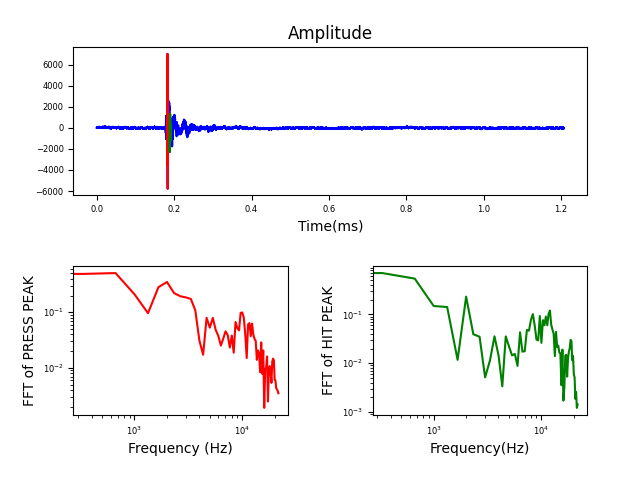 Amplitude
6000
4000
2000
0
−2000
−4000
−6000
0.0 0.2 0.4 0.6 0.8 1.0 1.2
Time(ms)
FFT of PRESS PEAK
10⁻¹
10⁻²
10³ 10⁴
Frequency (Hz)
FFT of HIT PEAK
10⁻¹
10⁻²
10⁻³
10³ 10⁴
Frequency(Hz)